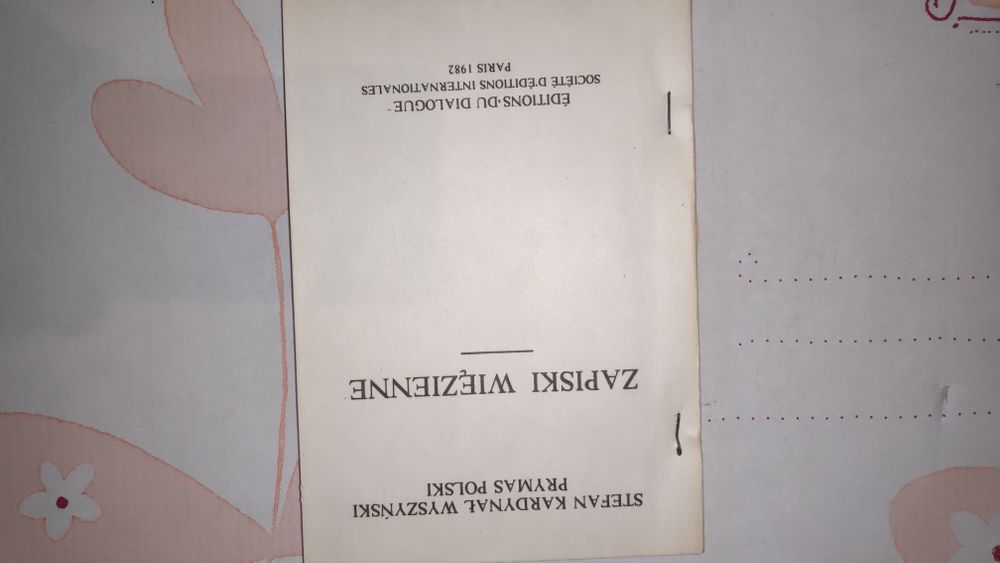 STEFAN KARDYNAŁ WYSZYŃSKI
PRYMAS POLSKI
ZAPISKI WIĘZIENNE
ÉDITIONS·DU DIALOGUE
SOCIÉTÉ D'ÉDITIONS INTERNATIONALES
PARIS 1982